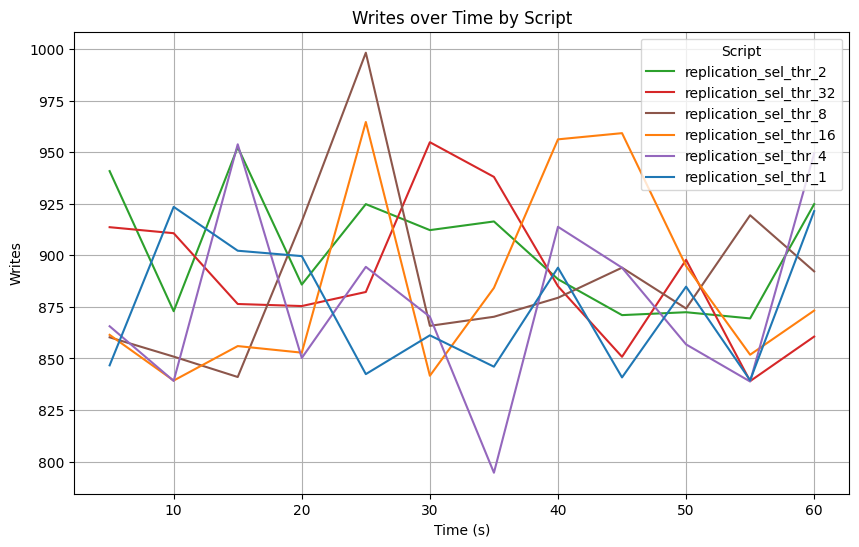 Writes over Time by Script
Writes
1000
975
950
925
900
875
850
825
800
Script
replication_sel_thr_2
replication_sel_thr_32
replication_sel_thr_8
replication_sel_thr_16
replication_sel_thr_4
replication_sel_thr_1
10
20
30
40
50
60
Time (s)